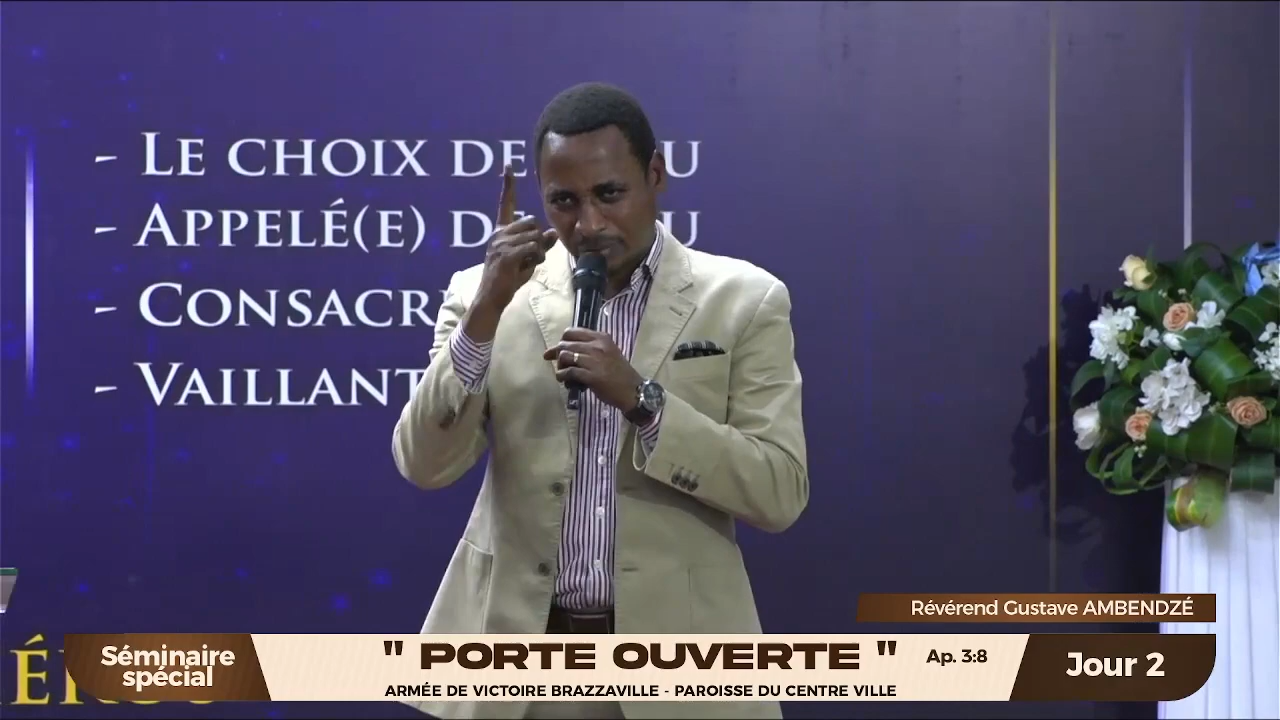 - LE CHOIX DE
- APPELÉ(E) DE
- CONSACR
- VAILLANT
Révérend Gustave AMBENDZÉ
Séminaire
spécial
" PORTE OUVERTE "
Ap. 3:8
ARMÉE DE VICTOIRE BRAZZAVILLE - PAROISSE DU CENTRE VILLE
Jour 2